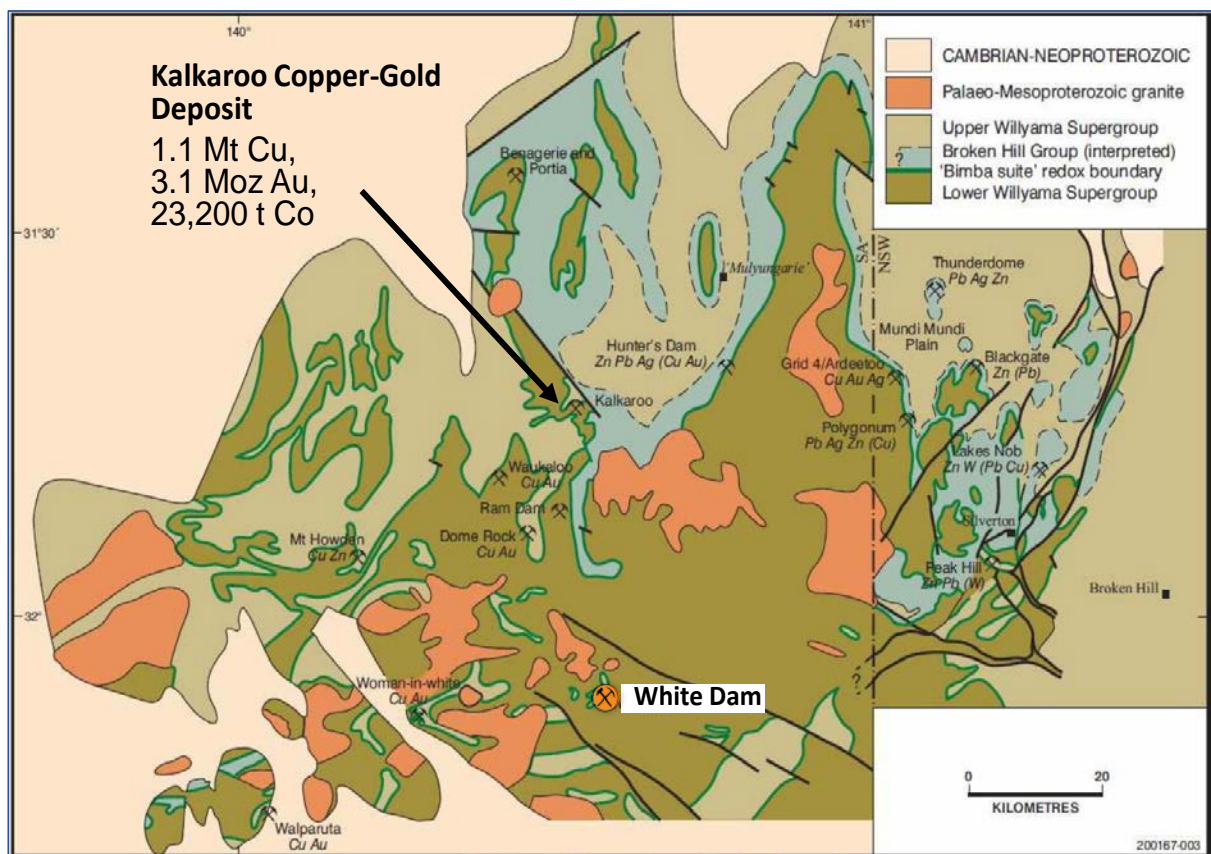 140°
141°
Kalkaroo Copper-Gold
Deposit
1.1 Mt Cu,
3.1 Moz Au,
23,200 t Co
CAMBRIAN-NEOPROTEROZOIC
Palaeo-Mesoproterozoic granite
Upper Willyama Supergroup
? Broken Hill Group (interpreted)
'Bimba suite' redox boundary
Lower Willyama Supergroup
Benagerie and
Portia
31°30´
SA
NSW
'Mulyungarie'
Thunderdome
Pb Ag Zn
Mundi Mundi
Plain
Hunter's Dam
Zn Pb Ag (Cu Au)
Grid 4/Ardeetoo
Cu Au Ag
Blackgate
Zn (Pb)
Kalkaroo
Polygonum
Pb Ag Zn (Cu)
Lakes Nob
Zn W (Pb Cu)
Waukaloo
Cu Au
Ram Dam
Dome Rock
Cu Au
Mt Howden
Cu Zn
Silverton
Peak Hill
Zn Pb (W)
Broken Hill
32°
?
?
Woman-in-white
Cu Au
White Dam
Walparuta
Cu Au
0 20
KILOMETRES
200167-003